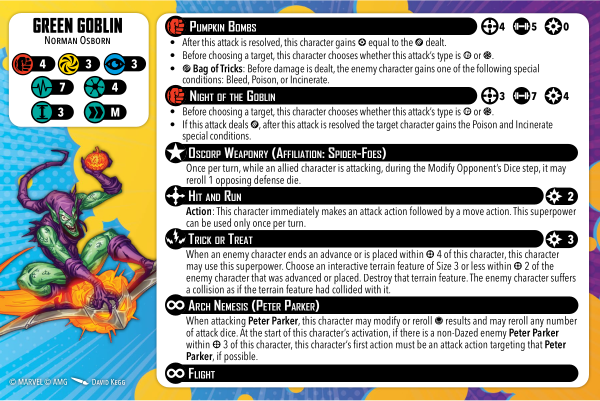 GREEN GOBLIN
NORMAN OSBORN
4 3 3
7 4
3 M
PUMPKIN BOMBS 4 5 0
• After this attack is resolved, this character gains equal to the dealt.
• Before choosing a target, this character chooses whether this attack's type is or .
• Bag of Tricks: Before damage is dealt, the enemy character gains one of the following special
conditions: Bleed, Poison, or Incinerate.
NIGHT OF THE GOBLIN 3 7 4
• Before choosing a target, this character chooses whether this attack's type is or .
• If this attack deals , after this attack is resolved the target character gains the Poison and Incinerate
special conditions.
OSCORP WEAPONRY (AFFILIATION: SPIDER-FOES)
Once per turn, while an allied character is attacking, during the Modify Opponent's Dice step, it may
reroll 1 opposing defense die.
HIT AND RUN 2
Action: This character immediately makes an attack action followed by a move action. This superpower
can be used only once per turn.
TRICK OR TREAT 3
When an enemy character ends an advance or is placed within 4 of this character, this character
may use this superpower. Choose an interactive terrain feature of Size 3 or less within 2 of the
enemy character that was advanced or placed. Destroy that terrain feature. The enemy character suffers
a collision as if the terrain feature had collided with it.
ARCH NEMESIS (PETER PARKER)
When attacking Peter Parker, this character may modify or reroll results and may reroll any number
of attack dice. At the start of this character's activation, if there is a non-Dazed enemy Peter Parker
within 3 of this character, this character's first action must be an attack action targeting that Peter
Parker, if possible.
FLIGHT
© MARVEL © AMG DAVID KEGG